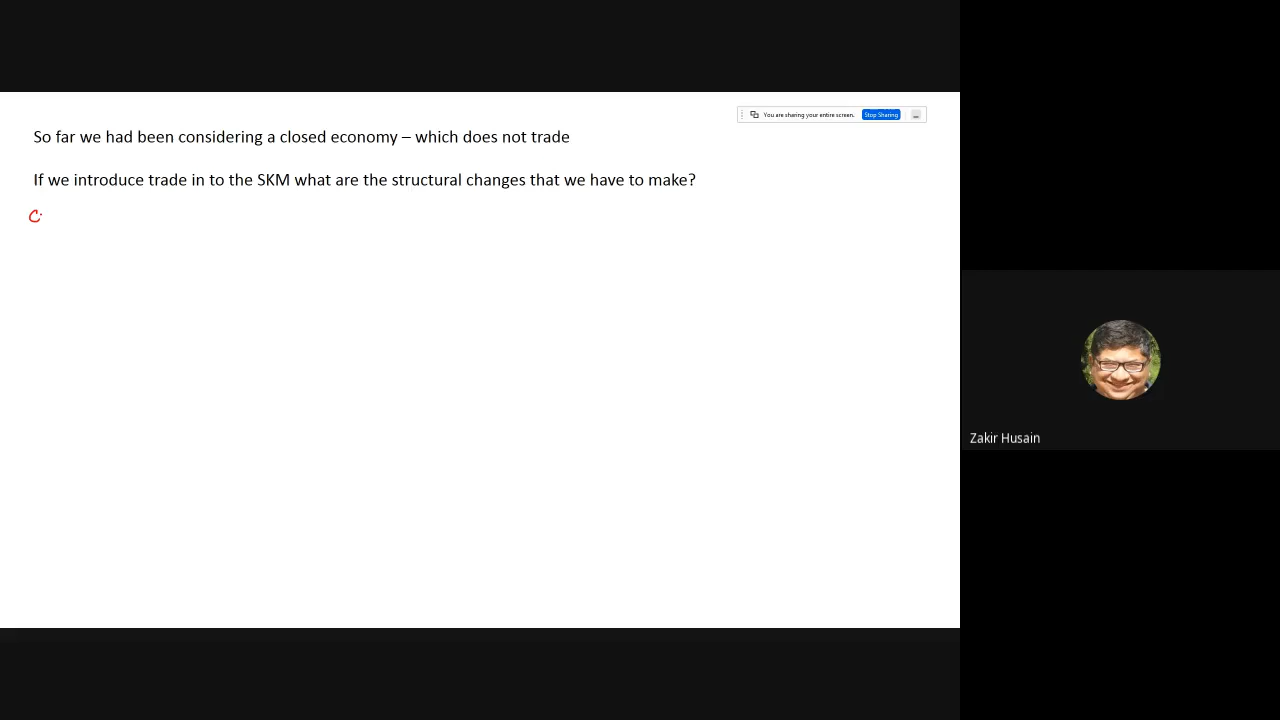 You are sharing your entire screen. Stop Sharing
So far we had been considering a closed economy – which does not trade
If we introduce trade in to the SKM what are the structural changes that we have to make?
C
Zakir Husain